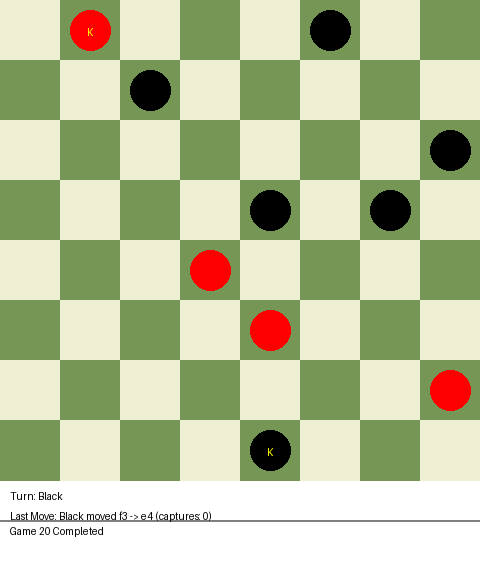 K
K
Turn: Black
Last Move: Black moved f3 -> e4 (captures: 0)
Game 20 Completed